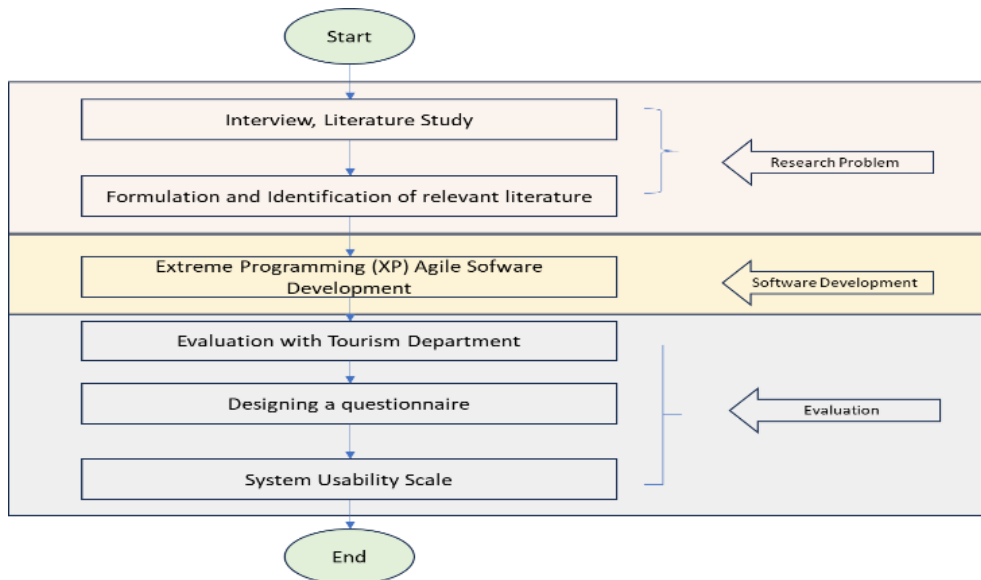 Start
Interview, Literature Study
Research Problem
Formulation and Identification of relevant literature
Extreme Programming (XP) Agile Sofware
Development
Software Development
Evaluation with Tourism Department
Designing a questionnaire
Evaluation
System Usability Scale
End